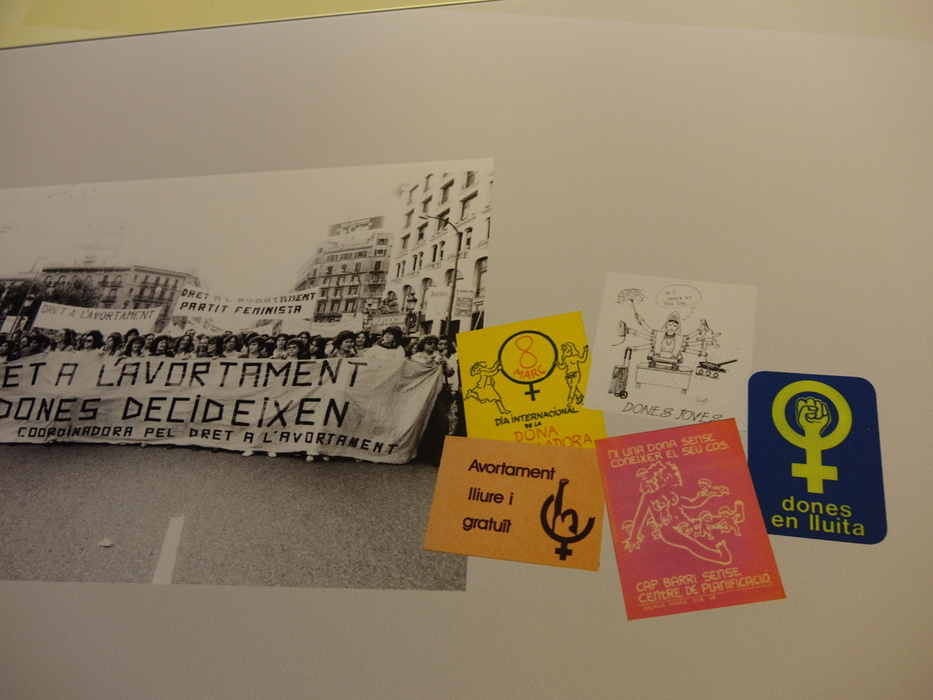 DRET A L'AVORTAMENT
DRET A L'AVORTAMENT
PARTIT FEMINISTA
ET A L'AVORTAMENT
DONES DECIDEIXEN
COORDINADORA PEL DRET A L'AVORTAMENT
8
MARÇ
DIA INTERNACIONAL
DE LA
DONA
ADORA
DONES JOVES
Avortament
lliure i
gratuït
NI UNA DONA SENSE
CONEIXER EL SEU COS.
CAP BARRI SENSE
CENTRE DE PLANIFICACIÓ
dones
en lluita